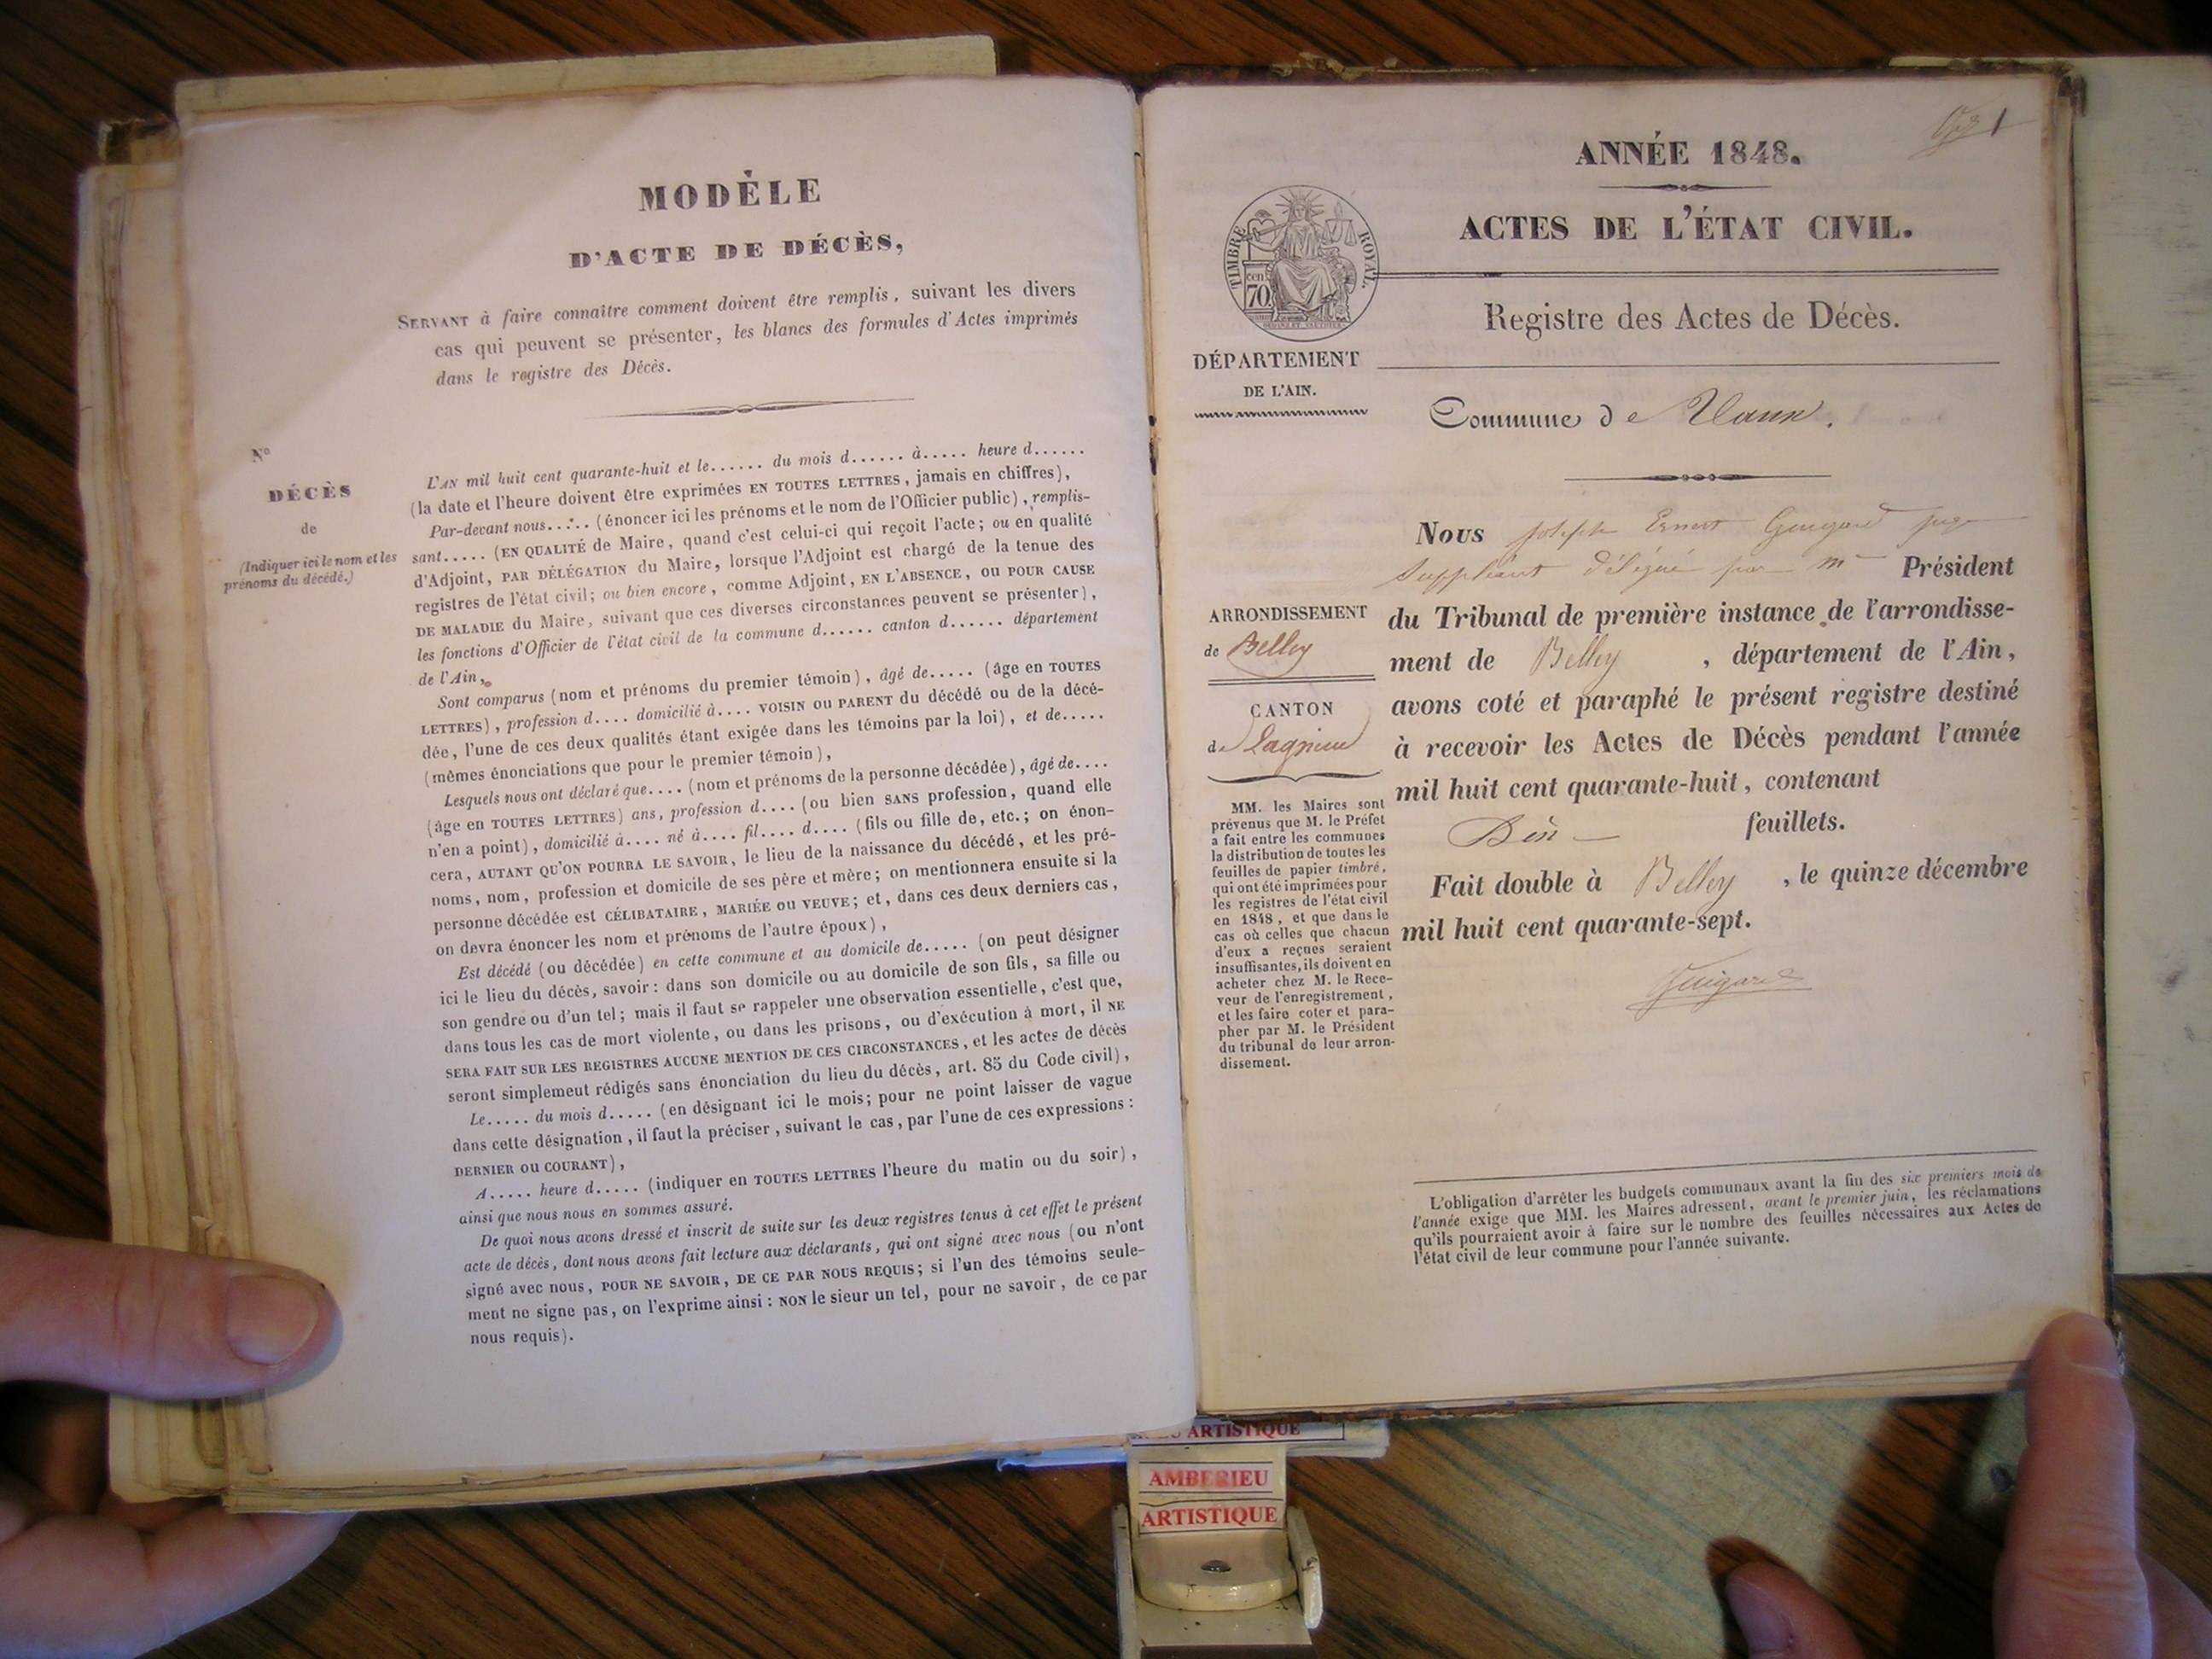 MODÈLE
D'ACTE DE DÉCÈS,
SERVANT à faire connaître comment doivent être remplis, suivant les divers
cas qui peuvent se présenter, les blancs des formules d'Actes imprimés
dans le registre des Décès.
N°
DÉCÈS
de
(Indiquer ici le nom et les
prénoms du décédé.)
L'AN mil huit cent quarante-huit et le...... du mois d...... à..... heure d......
(la date et l'heure doivent être exprimées EN TOUTES LETTRES, jamais en chiffres),
Par-devant nous..... (énoncer ici les prénoms et le nom de l'Officier public), remplis-
sant..... (EN QUALITÉ de Maire, quand c'est celui-ci qui reçoit l'acte; ou en qualité
d'Adjoint, PAR DÉLÉGATION du Maire, lorsque l'Adjoint est chargé de la tenue des
registres de l'état civil; ou bien encore, comme Adjoint, EN L'ABSENCE, OU POUR CAUSE
DE MALADIE du Maire, suivant que ces diverses circonstances peuvent se présenter),
les fonctions d'Officier de l'état civil de la commune d...... canton d...... département
de l'Ain,
Sont comparus (nom et prénoms du premier témoin), âgé de..... (âge en TOUTES
LETTRES), profession d.... domicilié à.... VOISIN OU PARENT du décédé ou de la décé-
dée, l'une de ces deux qualités étant exigée dans les témoins par la loi), et de.....
(mêmes énonciations que pour le premier témoin),
Lesquels nous ont déclaré que.... (nom et prénoms de la personne décédée), âgé de....
(âge en TOUTES LETTRES) ans, profession d.... (ou bien SANS profession, quand elle
n'en a point), domicilié à.... né à.... fil.... d.... (fils ou fille de, etc.; on énon-
cera, AUTANT QU'ON POURRA LE SAVOIR, le lieu de la naissance du décédé, et les pré-
noms, nom, profession et domicile de ses père et mère; on mentionnera ensuite si la
personne décédée est CÉLIBATAIRE, MARIÉE OU VEUVE; et, dans ces deux derniers cas,
on devra énoncer les nom et prénoms de l'autre époux),
Est décédé (ou décédée) en cette commune et au domicile de..... (on peut désigner
ici le lieu du décès, savoir: dans son domicile ou au domicile de son fils, sa fille ou
son gendre ou d'un tel; mais il faut se rappeler une observation essentielle, c'est que,
dans tous les cas de mort violente, ou dans les prisons, ou d'exécution à mort, il NE
SERA FAIT SUR LES REGISTRES AUCUNE MENTION DE CES CIRCONSTANCES, et les actes de décès
seront simplemeut rédigés sans énonciation du lieu du décès, art. 85 du Code civil),
Le..... du mois d..... (en désignant ici le mois; pour ne point laisser de vague
dans cette désignation, il faut la préciser, suivant le cas, par l'une de ces expressions:
DERNIER OU COURANT),
A..... heure d..... (indiquer en TOUTES LETTRES l'heure du matin ou du soir),
ainsi que nous nous en sommes assuré.
De quoi nous avons dressé et inscrit de suite sur les deux registres tenus à cet effet le présent
acte de décès, dont nous avons fait lecture aux déclarants, qui ont signé avec nous (ou n'ont
signé avec nous, POUR NE SAVOIR, DE CE PAR NOUS REQUIS; si l'un des témoins seule-
ment ne signe pas, on l'exprime ainsi: NON le sieur un tel, pour ne savoir, de ce par
nous requis).
1
ANNÉE 1848.
ACTES DE L'ÉTAT CIVIL.
TIMBRE ROYAL.
cen 70
Registre des Actes de Décès.
DÉPARTEMENT
DE L'AIN.
Commune de Vaux.
Nous Joseph Ernest Guigard juge
suppléant délégué par Mr Président
du Tribunal de première instance de l'arrondisse-
ment de Belley, département de l'Ain,
avons coté et paraphé le présent registre destiné
à recevoir les Actes de Décès pendant l'année
mil huit cent quarante-huit, contenant
Dix feuillets.
Fait double à Belley, le quinze décembre
mil huit cent quarante-sept.
Guigard
ARRONDISSEMENT
de Belley
CANTON
de Lagnieu
MM. les Maires sont
prévenus que M. le Préfet
a fait entre les communes
la distribution de toutes les
feuilles de papier timbré,
qui ont été imprimées pour
les registres de l'état civil
en 1848, et que dans le
cas où celles que chacun
d'eux a reçues seraient
insuffisantes, ils doivent en
acheter chez M. le Rece-
veur de l'enregistrement,
et les faire coter et para-
pher par M. le Président
du tribunal de leur arron-
dissement.
L'obligation d'arrêter les budgets communaux avant la fin des six premiers mois de
l'année exige que MM. les Maires adressent, avant le premier juin, les réclamations
qu'ils pourraient avoir à faire sur le nombre des feuilles nécessaires aux Actes de
l'état civil de leur commune pour l'année suivante.
ARTISTIQUE
AMBERIEU
ARTISTIQUE